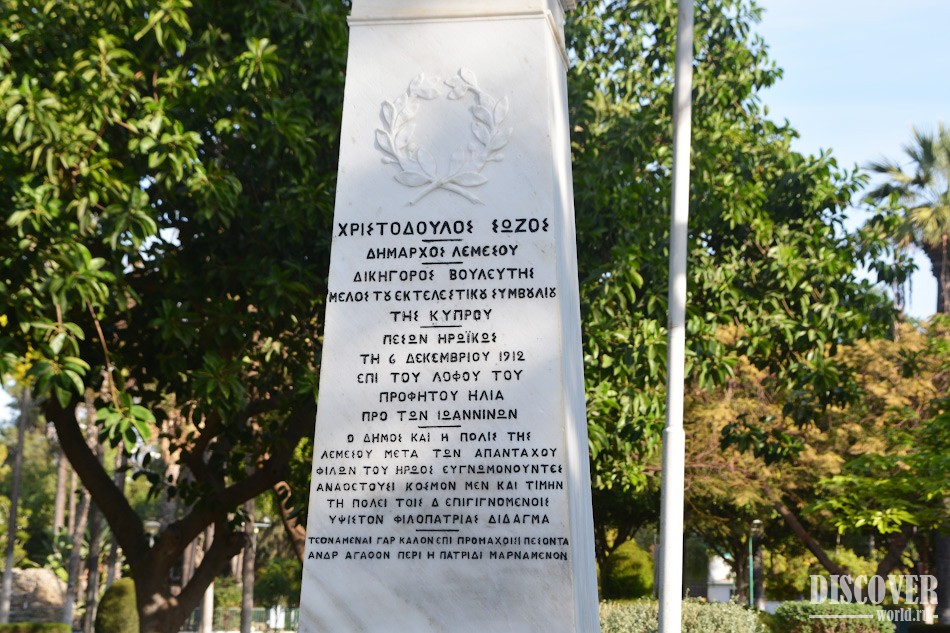 ΧΡΙΣΤΟΔΟΥΛΟΣ ΣΩΖΟΣ
ΔΗΜΑΡΧΟΣ ΛΕΜΕΣΟΥ
ΔΙΚΗΓΟΡΟΣ ΒΟΥΛΕΥΤΗΣ
ΜΕΛΟΣ ΤΟΥ ΕΚΤΕΛΕΣΤΙΚΟΥ ΣΥΜΒΟΥΛΙΟΥ
ΤΗΣ ΚΥΠΡΟΥ
ΠΕΣΩΝ ΗΡΩΪΚΩΣ
ΤΗ 6 ΔΕΚΕΜΒΡΙΟΥ 1912
ΕΠΙ ΤΟΥ ΛΟΦΟΥ ΤΟΥ
ΠΡΟΦΗΤΟΥ ΗΛΙΑ
ΠΡΟ ΤΩΝ ΙΩΑΝΝΙΝΩΝ
Ο ΔΗΜΟΣ ΚΑΙ Η ΠΟΛΙΣ ΤΗΣ
ΛΕΜΕΣΟΥ ΜΕΤΑ ΤΩΝ ΑΠΑΝΤΑΧΟΥ
ΦΙΛΩΝ ΤΟΥ ΗΡΩΟΣ ΕΥΓΝΩΜΟΝΟΥΝΤΕΣ
ΑΝΑΘΕΤΟΥΣΙ ΚΟΣΜΟΝ ΜΕΝ ΚΑΙ ΤΙΜΗΝ
ΤΗ ΠΟΛΕΙ ΤΟΙΣ Δ ΕΠΙΓΙΓΝΟΜΕΝΟΙΣ
ΥΨΙΣΤΟΝ ΦΙΛΟΠΑΤΡΙΑΣ ΔΙΔΑΓΜΑ
ΤΕΘΝΑΜΕΝΑΙ ΓΑΡ ΚΑΛΟΝ ΕΠΙ ΠΡΟΜΑΧΟΙΣΙ ΠΕΣΟΝΤΑ
ΑΝΔΡ ΑΓΑΘΟΝ ΠΕΡΙ Η ΠΑΤΡΙΔΙ ΜΑΡΝΑΜΕΝΟΝ
DISCOVER
world.ru